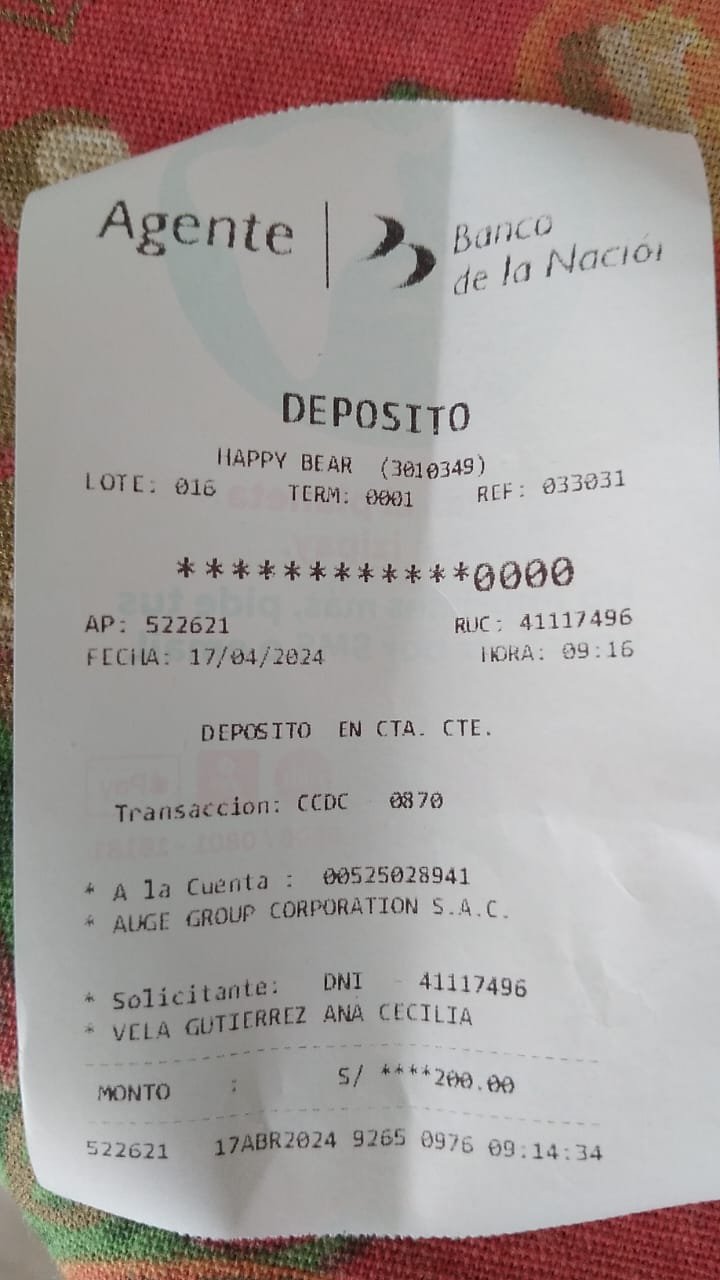 Agente | Banco
de la Nación
DEPOSITO
HAPPY BEAR (3010349)
LOTE: 016 TERM: 0001 REF: 033031
************0000
AP: 522621 RUC: 41117496
FECHA: 17/04/2024 HORA: 09:16
DEPOSITO EN CTA. CTE.
Transaccion: CCDC 0870
* A la Cuenta : 00525028941
* AUGE GROUP CORPORATION S.A.C.
* Solicitante: DNI - 41117496
* VELA GUTIERREZ ANA CECILIA
MONTO : S/ ****200.00
522621 17ABR2024 9265 0976 09:14:34